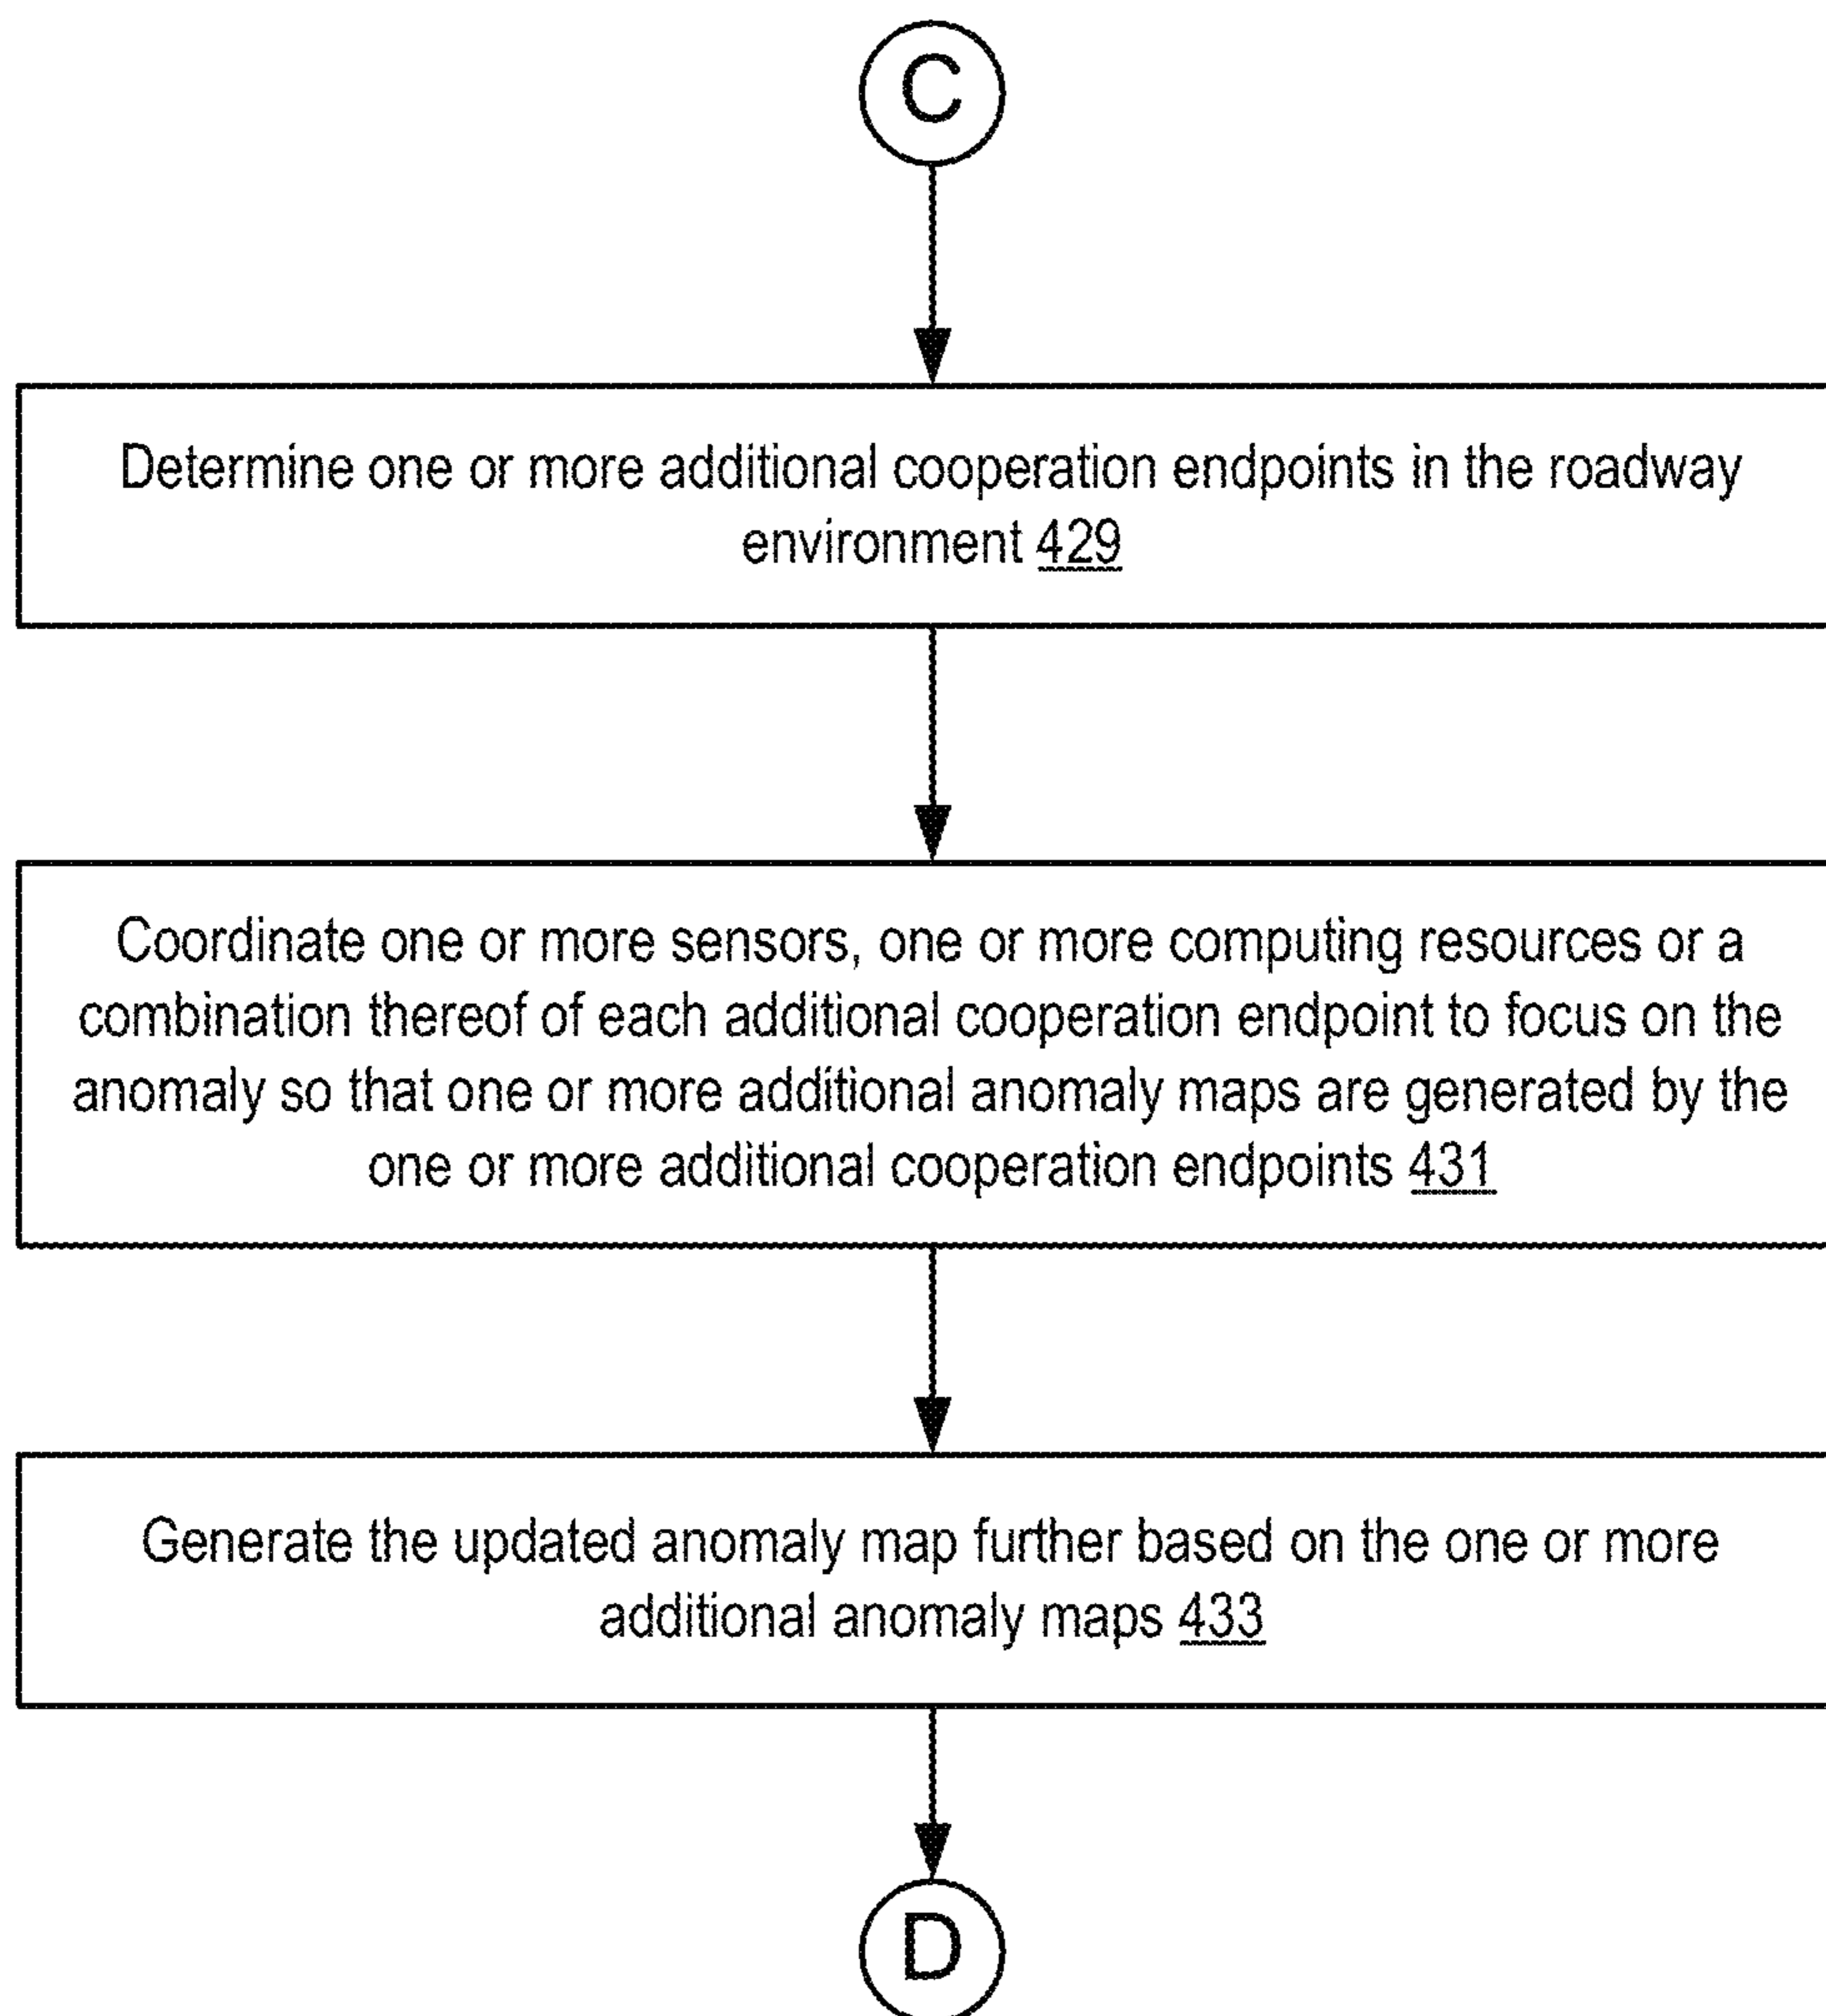 C
Determine one or more additional cooperation endpoints in the roadway
environment 429
Coordinate one or more sensors, one or more computing resources or a
combination thereof of each additional cooperation endpoint to focus on the
anomaly so that one or more additional anomaly maps are generated by the
one or more additional cooperation endpoints 431
Generate the updated anomaly map further based on the one or more
additional anomaly maps 433
D